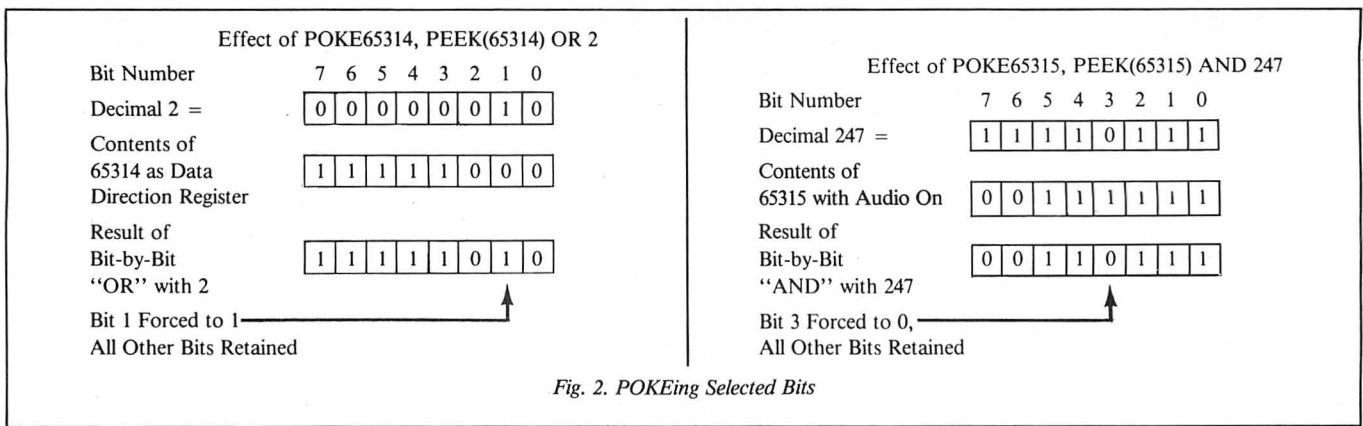 Effect of POKE65314, PEEK(65314) OR 2
Bit Number 7 6 5 4 3 2 1 0
Decimal 2 = 0 0 0 0 0 0 1 0
Contents of
65314 as Data 1 1 1 1 1 0 0 0
Direction Register
Result of
Bit-by-Bit 1 1 1 1 1 0 1 0
“OR” with 2
Bit 1 Forced to 1
All Other Bits Retained
Effect of POKE65315, PEEK(65315) AND 247
Bit Number 7 6 5 4 3 2 1 0
Decimal 247 = 1 1 1 1 0 1 1 1
Contents of
65315 with Audio On 0 0 1 1 1 1 1 1
Result of
Bit-by-Bit 0 0 1 1 0 1 1 1
“AND” with 247
Bit 3 Forced to 0,
All Other Bits Retained
Fig. 2. POKEing Selected Bits